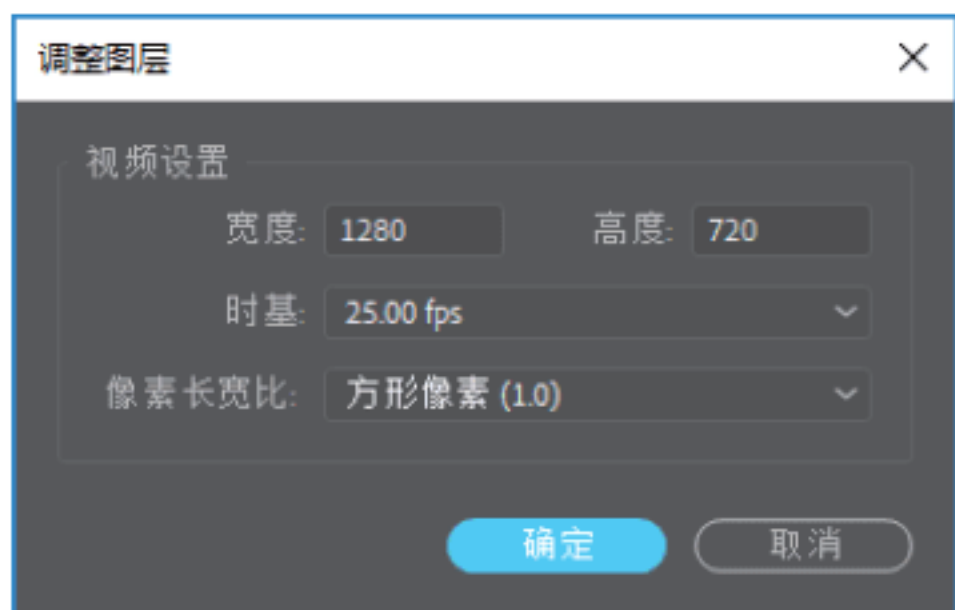 调整图层
视频设置
宽度: 1280 高度: 720
时基: 25.00 fps
像素长宽比: 方形像素 (1.0)
确定 取消